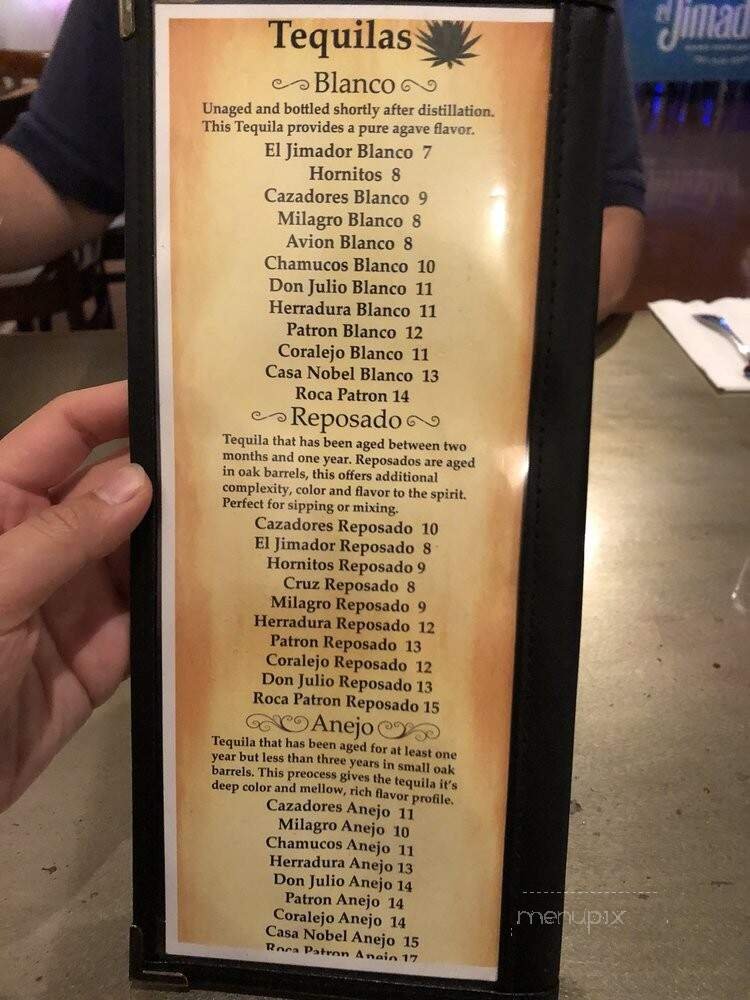 Tequilas
Blanco
Unaged and bottled shortly after distillation.
This Tequila provides a pure agave flavor.
El Jimador Blanco 7
Hornitos 8
Cazadores Blanco 9
Milagro Blanco 8
Avion Blanco 8
Chamucos Blanco 10
Don Julio Blanco 11
Herradura Blanco 11
Patron Blanco 12
Coralejo Blanco 11
Casa Nobel Blanco 13
Roca Patron 14
Reposado
Tequila that has been aged between two
months and one year. Reposados are aged
in oak barrels, this offers additional
complexity, color and flavor to the spirit.
Perfect for sipping or mixing.
Cazadores Reposado 10
El Jimador Reposado 8
Hornitos Reposado 9
Cruz Reposado 8
Milagro Reposado 9
Herradura Reposado 12
Patron Reposado 13
Coralejo Reposado 12
Don Julio Reposado 13
Roca Patron Reposado 15
Anejo
Tequila that has been aged for at least one
year but less than three years in small oak
barrels. This preocess gives the tequila it's
deep color and mellow, rich flavor profile.
Cazadores Anejo 11
Milagro Anejo 10
Chamucos Anejo 11
Herradura Anejo 13
Don Julio Anejo 14
Patron Anejo 14
Coralejo Anejo 14
Casa Nobel Anejo 15
Roca Patron Anejo 17
el Jimad
menupix